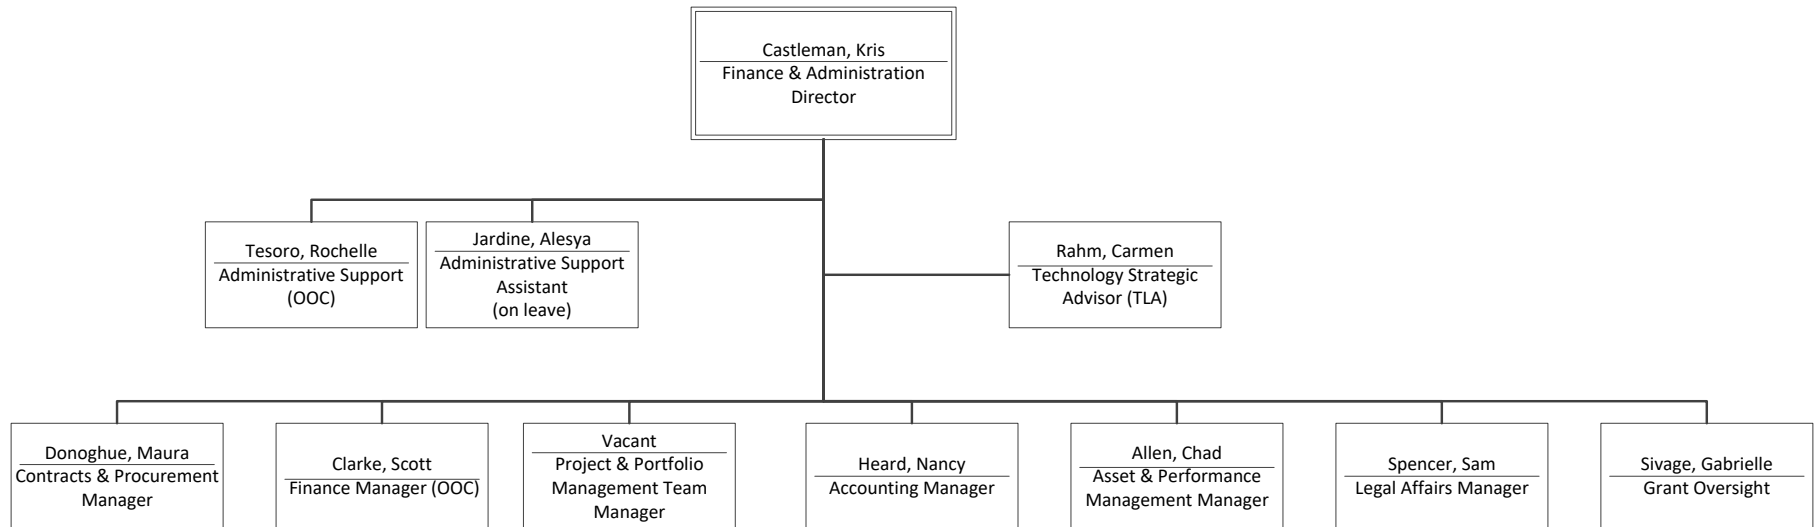 Castleman, Kris
Finance & Administration
Director
Tesoro, Rochelle
Administrative Support
(OOC)
Jardine, Alesya
Administrative Support
Assistant
(on leave)
Rahm, Carmen
Technology Strategic
Advisor (TLA)
Donoghue, Maura
Contracts & Procurement
Manager
Clarke, Scott
Finance Manager (OOC)
Vacant
Project & Portfolio
Management Team
Manager
Heard, Nancy
Accounting Manager
Allen, Chad
Asset & Performance
Management Manager
Spencer, Sam
Legal Affairs Manager
Sivage, Gabrielle
Grant Oversight